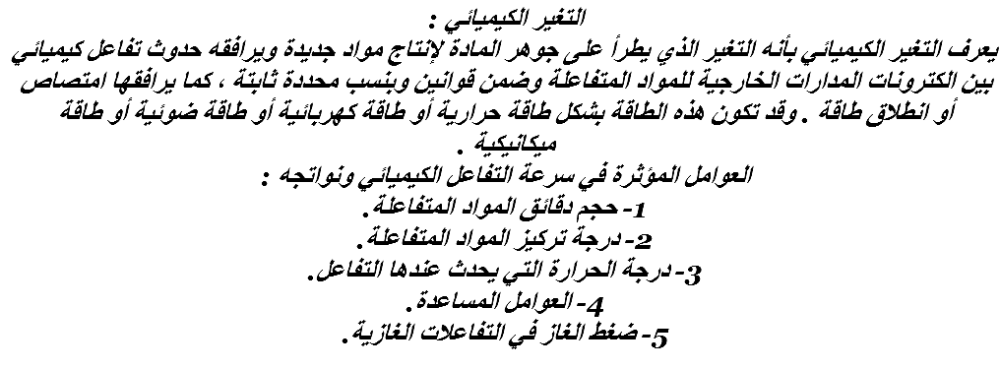 التغير الكيميائي :
يعرف التغير الكيميائي بأنه التغير الذي يطرأ على جوهر المادة لإنتاج مواد جديدة ويرافقه حدوث تفاعل كيميائي
بين الكترونات المدارات الخارجية للمواد المتفاعلة وضمن قوانين وبنسب محددة ثابتة ، كما يرافقها امتصاص
أو انطلاق طاقة . وقد تكون هذه الطاقة بشكل طاقة حرارية أو طاقة كهربائية أو طاقة ضوئية أو طاقة
ميكانيكية .
العوامل المؤثرة في سرعة التفاعل الكيميائي ونواتجه :
1- حجم دقائق المواد المتفاعلة.
2- درجة تركيز المواد المتفاعلة.
3- درجة الحرارة التي يحدث عندها التفاعل.
4- العوامل المساعدة.
5- ضغط الغاز في التفاعلات الغازية.